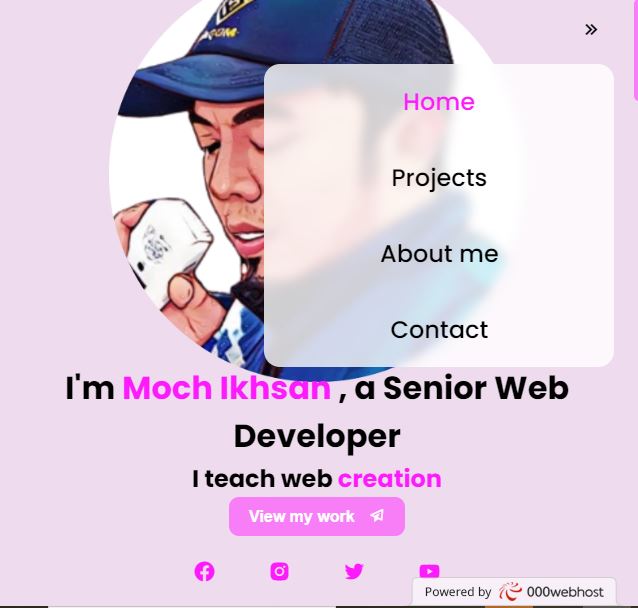 Home
Projects
About me
Contact
I'm Moch Ikhsan , a Senior Web
Developer
I teach web creation
View my work
Powered by 000webhost